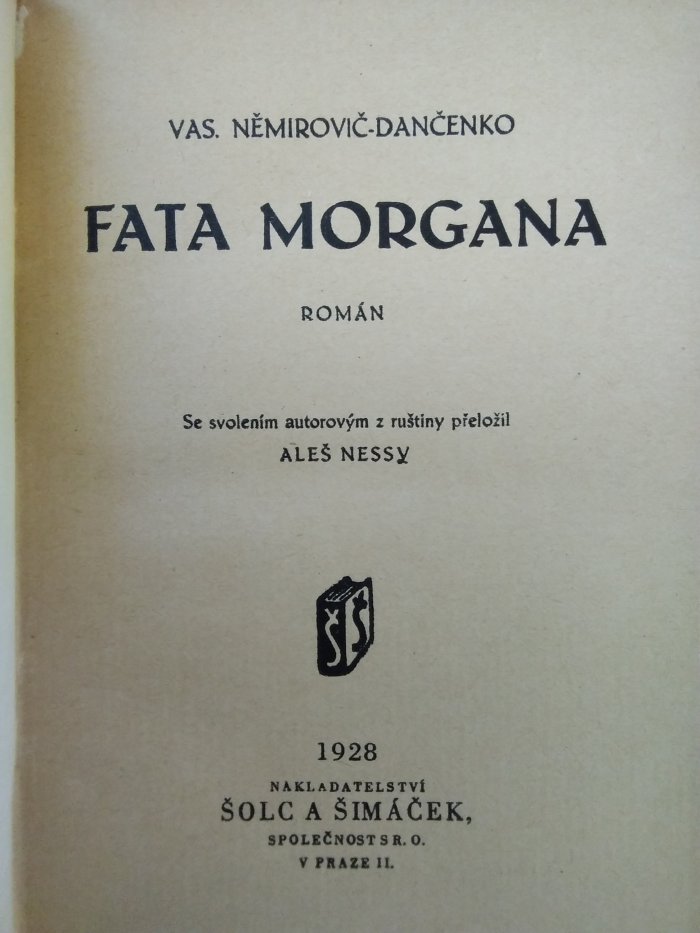 VAS. NĚMIROVIČ-DANČENKO
FATA MORGANA
ROMÁN
Se svolením autorovým z ruštiny přeložil
ALEŠ NESSY
ŠŠ
1928
NAKLADATELSTVÍ
ŠOLC A ŠIMÁČEK,
SPOLEČNOST S R. O.
V PRAZE II.